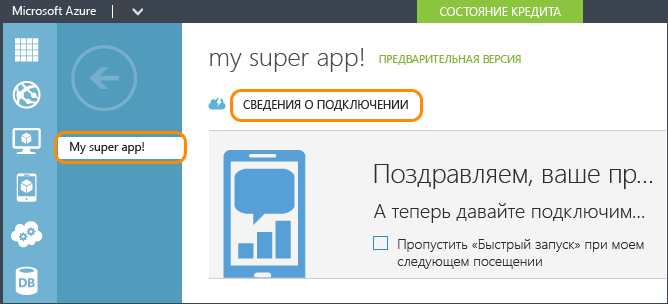 Microsoft Azure
СОСТОЯНИЕ КРЕДИТА
my super app! ПРЕДВАРИТЕЛЬНАЯ ВЕРСИЯ
СВЕДЕНИЯ О ПОДКЛЮЧЕНИИ
My super app!
Поздравляем, ваше пр...
А теперь давайте подключим...
Пропустить «Быстрый запуск» при моем
следующем посещении
DB